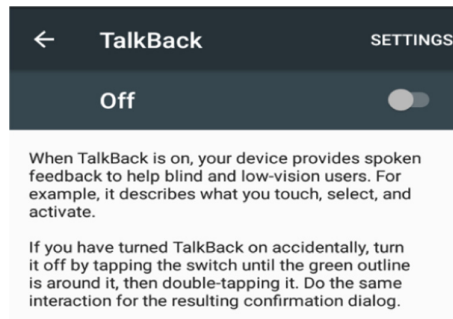 TalkBack
SETTINGS
Off
When TalkBack is on, your device provides spoken
feedback to help blind and low-vision users. For
example, it describes what you touch, select, and
activate.
If you have turned TalkBack on accidentally, turn
it off by tapping the switch until the green outline
is around it, then double-tapping it. Do the same
interaction for the resulting confirmation dialog.